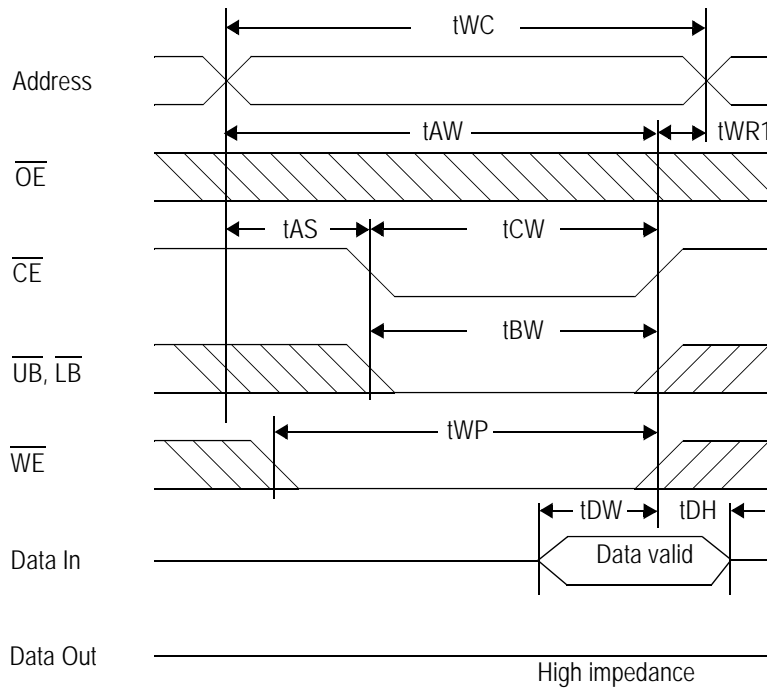 tWC
Address
tAW tWR1
OE
tAS tCW
CE
tBW
UB, LB
tWP
WE
tDW tDH
Data In Data valid
Data Out
High impedance